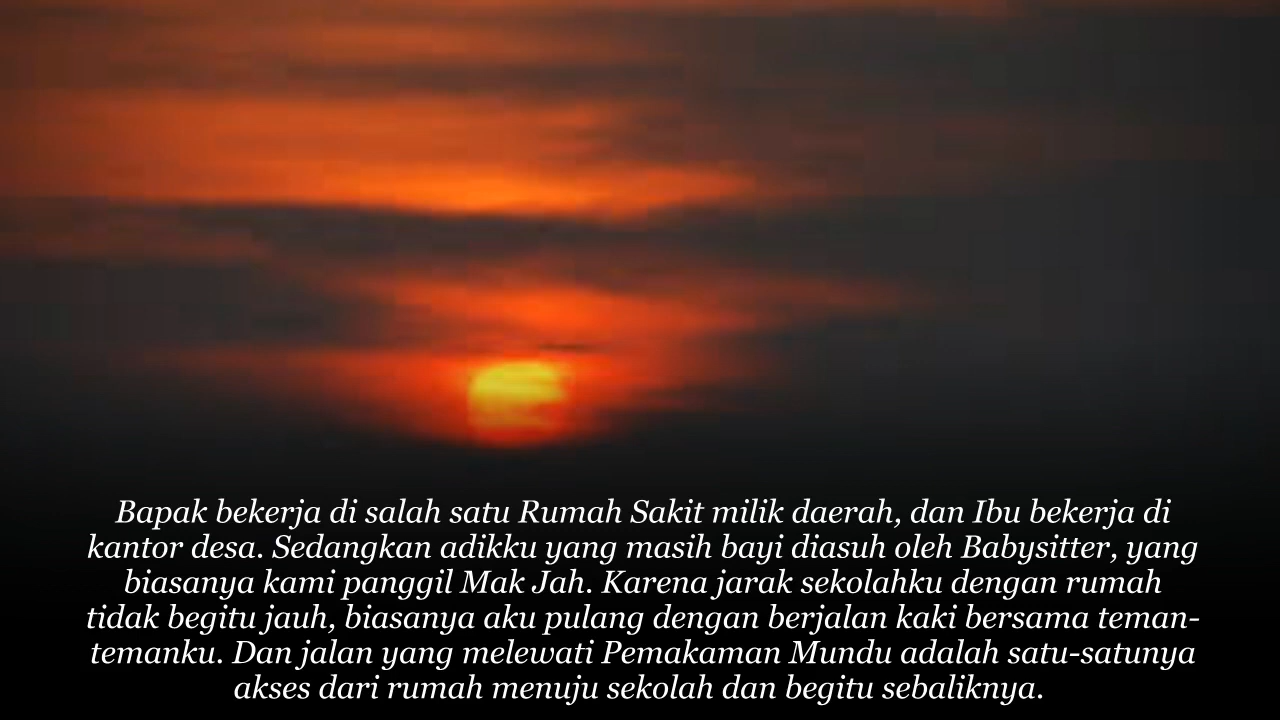 Bapak bekerja di salah satu Rumah Sakit milik daerah, dan Ibu bekerja di
kantor desa. Sedangkan adikku yang masih bayi diasuh oleh Babysitter, yang
biasanya kami panggil Mak Jah. Karena jarak sekolahku dengan rumah
tidak begitu jauh, biasanya aku pulang dengan berjalan kaki bersama teman-
temanku. Dan jalan yang melewati Pemakaman Mundu adalah satu-satunya
akses dari rumah menuju sekolah dan begitu sebaliknya.